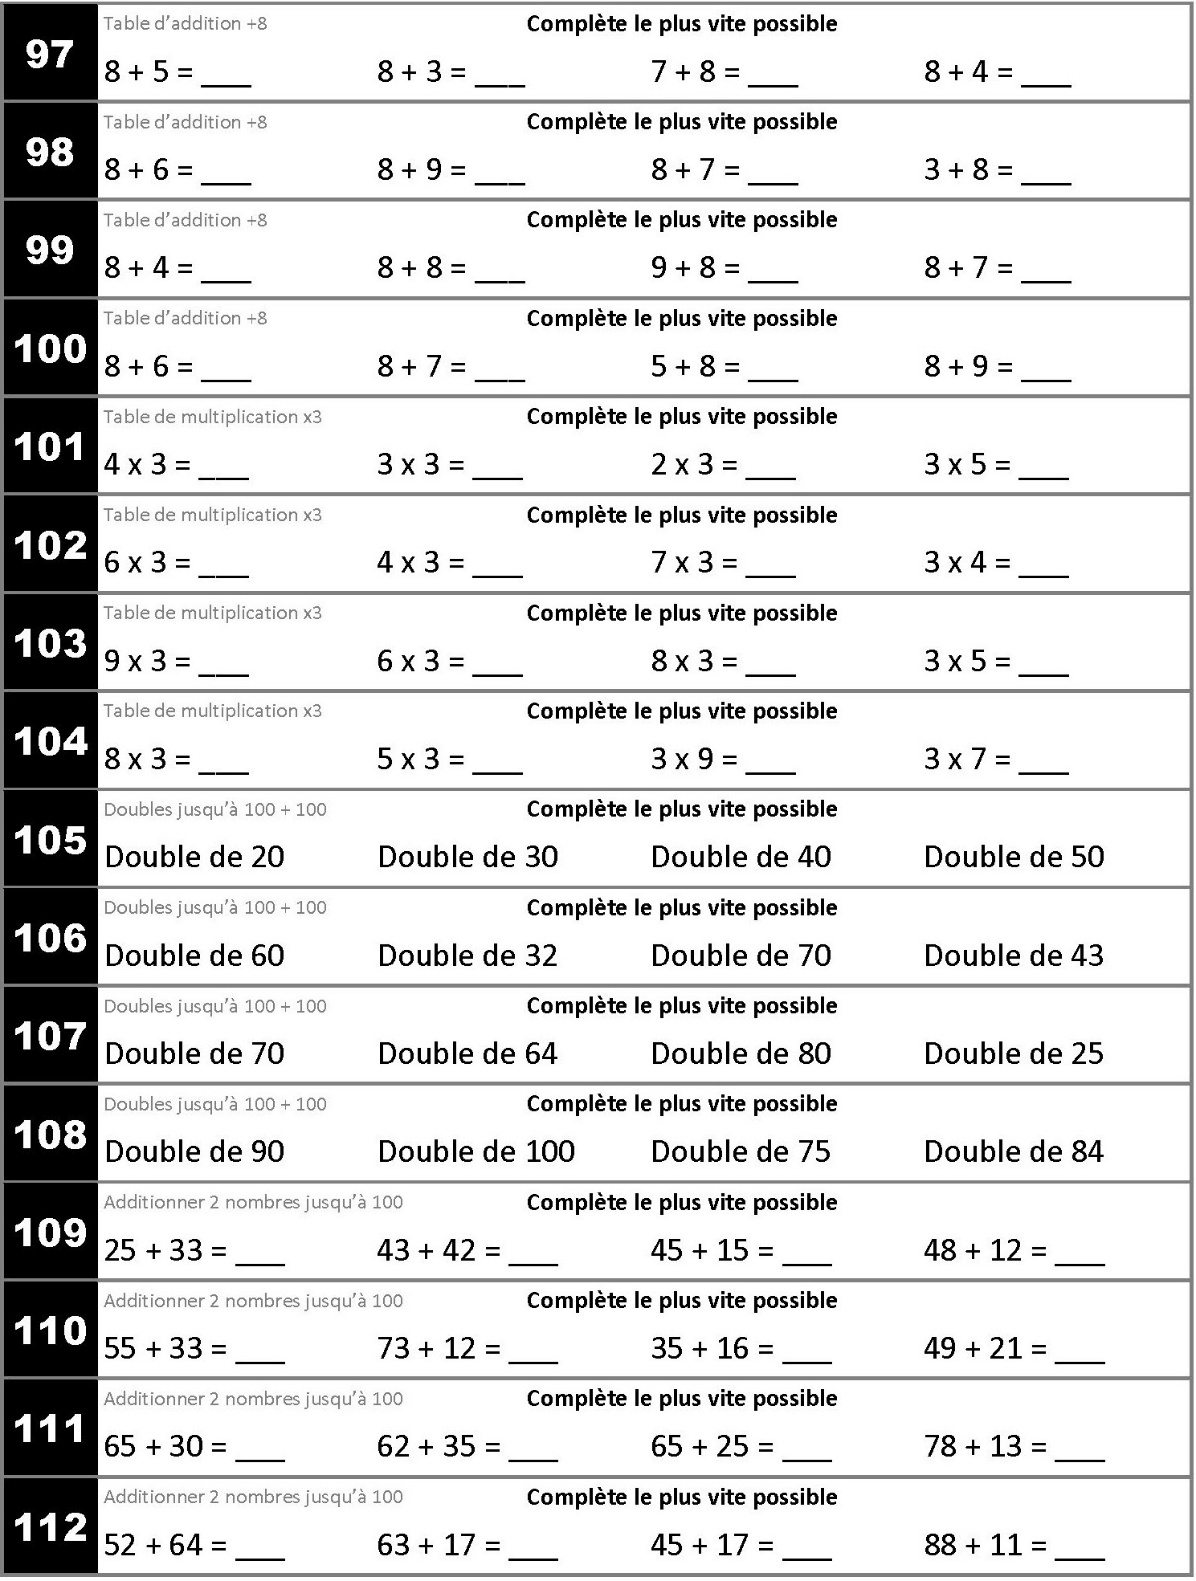 97 Table d’addition +8 Complète le plus vite possible
8 + 5 = ___ 8 + 3 = ___ 7 + 8 = ___ 8 + 4 = ___
98 Table d’addition +8 Complète le plus vite possible
8 + 6 = ___ 8 + 9 = ___ 8 + 7 = ___ 3 + 8 = ___
99 Table d’addition +8 Complète le plus vite possible
8 + 4 = ___ 8 + 8 = ___ 9 + 8 = ___ 8 + 7 = ___
100 Table d’addition +8 Complète le plus vite possible
8 + 6 = ___ 8 + 7 = ___ 5 + 8 = ___ 8 + 9 = ___
101 Table de multiplication x3 Complète le plus vite possible
4 x 3 = ___ 3 x 3 = ___ 2 x 3 = ___ 3 x 5 = ___
102 Table de multiplication x3 Complète le plus vite possible
6 x 3 = ___ 4 x 3 = ___ 7 x 3 = ___ 3 x 4 = ___
103 Table de multiplication x3 Complète le plus vite possible
9 x 3 = ___ 6 x 3 = ___ 8 x 3 = ___ 3 x 5 = ___
104 Table de multiplication x3 Complète le plus vite possible
8 x 3 = ___ 5 x 3 = ___ 3 x 9 = ___ 3 x 7 = ___
105 Doubles jusqu’à 100 + 100 Complète le plus vite possible
Double de 20 Double de 30 Double de 40 Double de 50
106 Doubles jusqu’à 100 + 100 Complète le plus vite possible
Double de 60 Double de 32 Double de 70 Double de 43
107 Doubles jusqu’à 100 + 100 Complète le plus vite possible
Double de 70 Double de 64 Double de 80 Double de 25
108 Doubles jusqu’à 100 + 100 Complète le plus vite possible
Double de 90 Double de 100 Double de 75 Double de 84
109 Additionner 2 nombres jusqu’à 100 Complète le plus vite possible
25 + 33 = ___ 43 + 42 = ___ 45 + 15 = ___ 48 + 12 = ___
110 Additionner 2 nombres jusqu’à 100 Complète le plus vite possible
55 + 33 = ___ 73 + 12 = ___ 35 + 16 = ___ 49 + 21 = ___
111 Additionner 2 nombres jusqu’à 100 Complète le plus vite possible
65 + 30 = ___ 62 + 35 = ___ 65 + 25 = ___ 78 + 13 = ___
112 Additionner 2 nombres jusqu’à 100 Complète le plus vite possible
52 + 64 = ___ 63 + 17 = ___ 45 + 17 = ___ 88 + 11 = ___